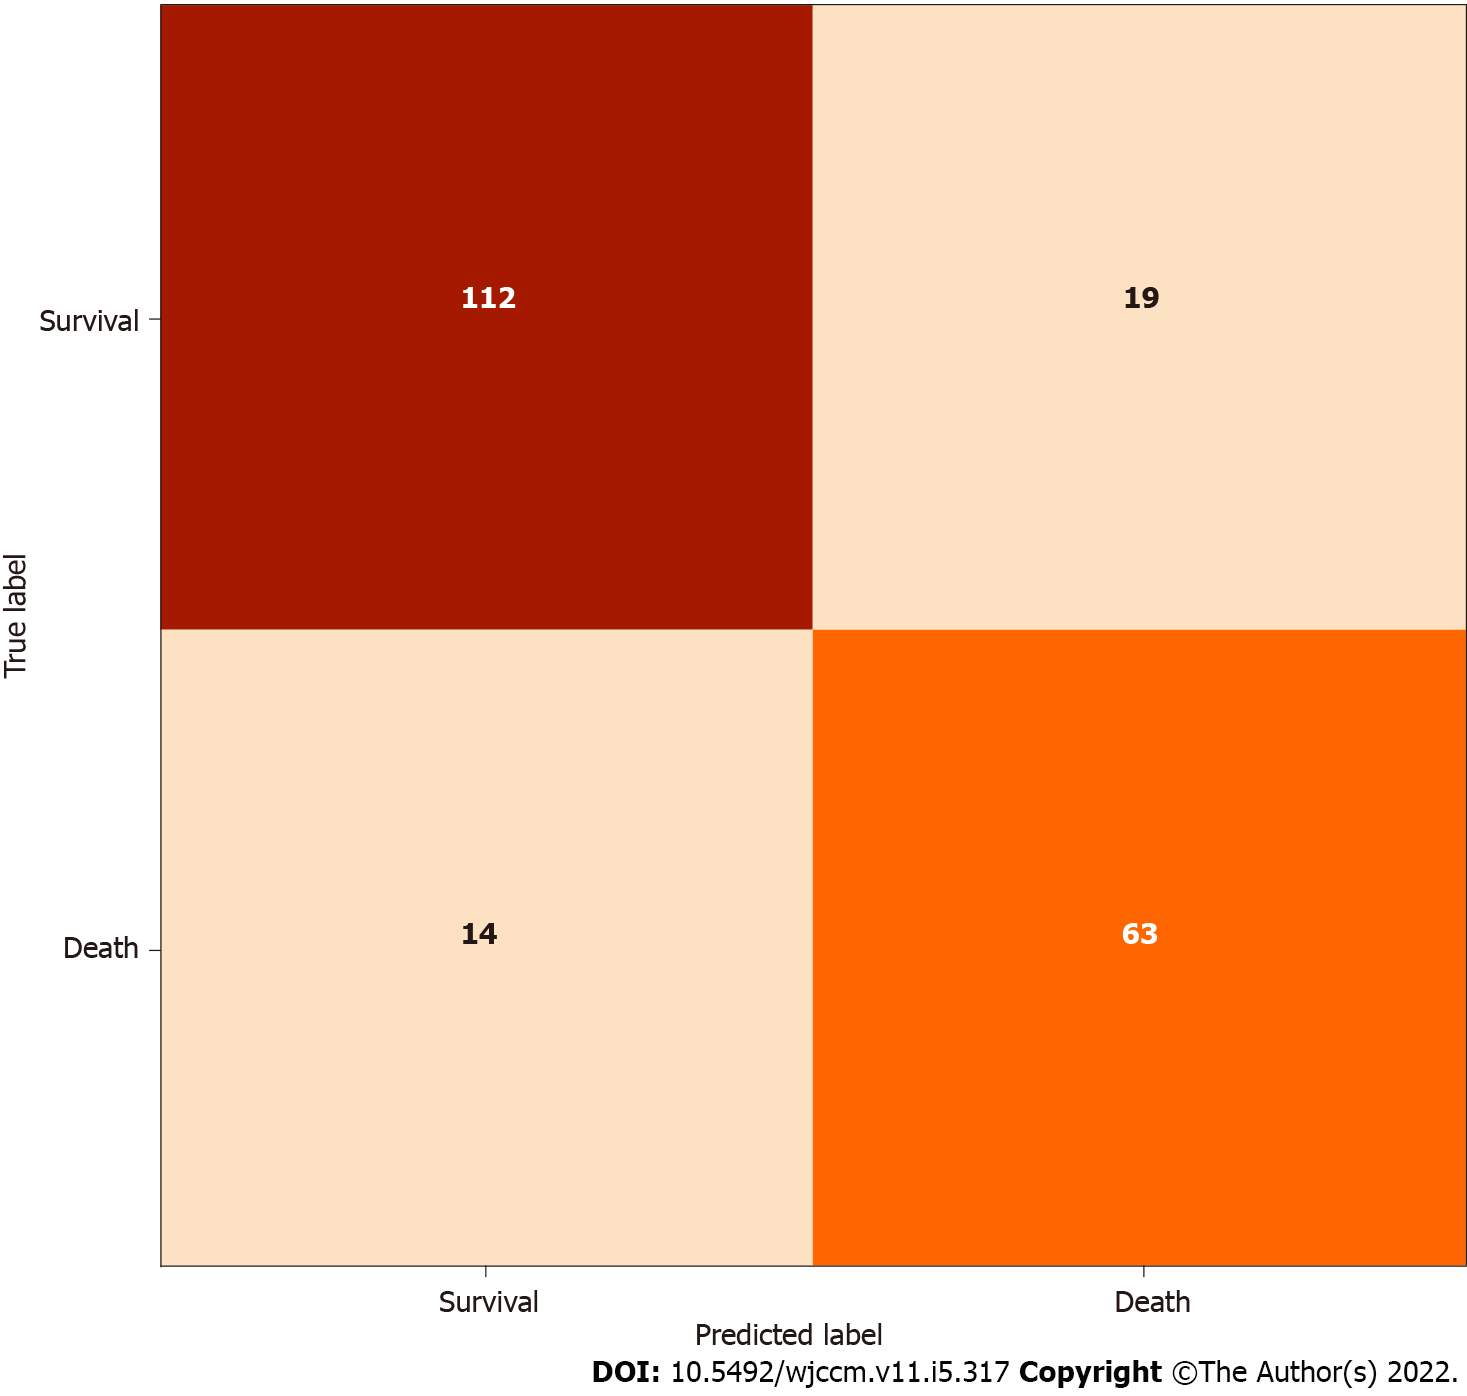 112
19
Survival
True label
14
63
Death
Survival
Death
Predicted label
DOI: 10.5492/wjccm.v11.i5.317 Copyright ©The Author(s) 2022.